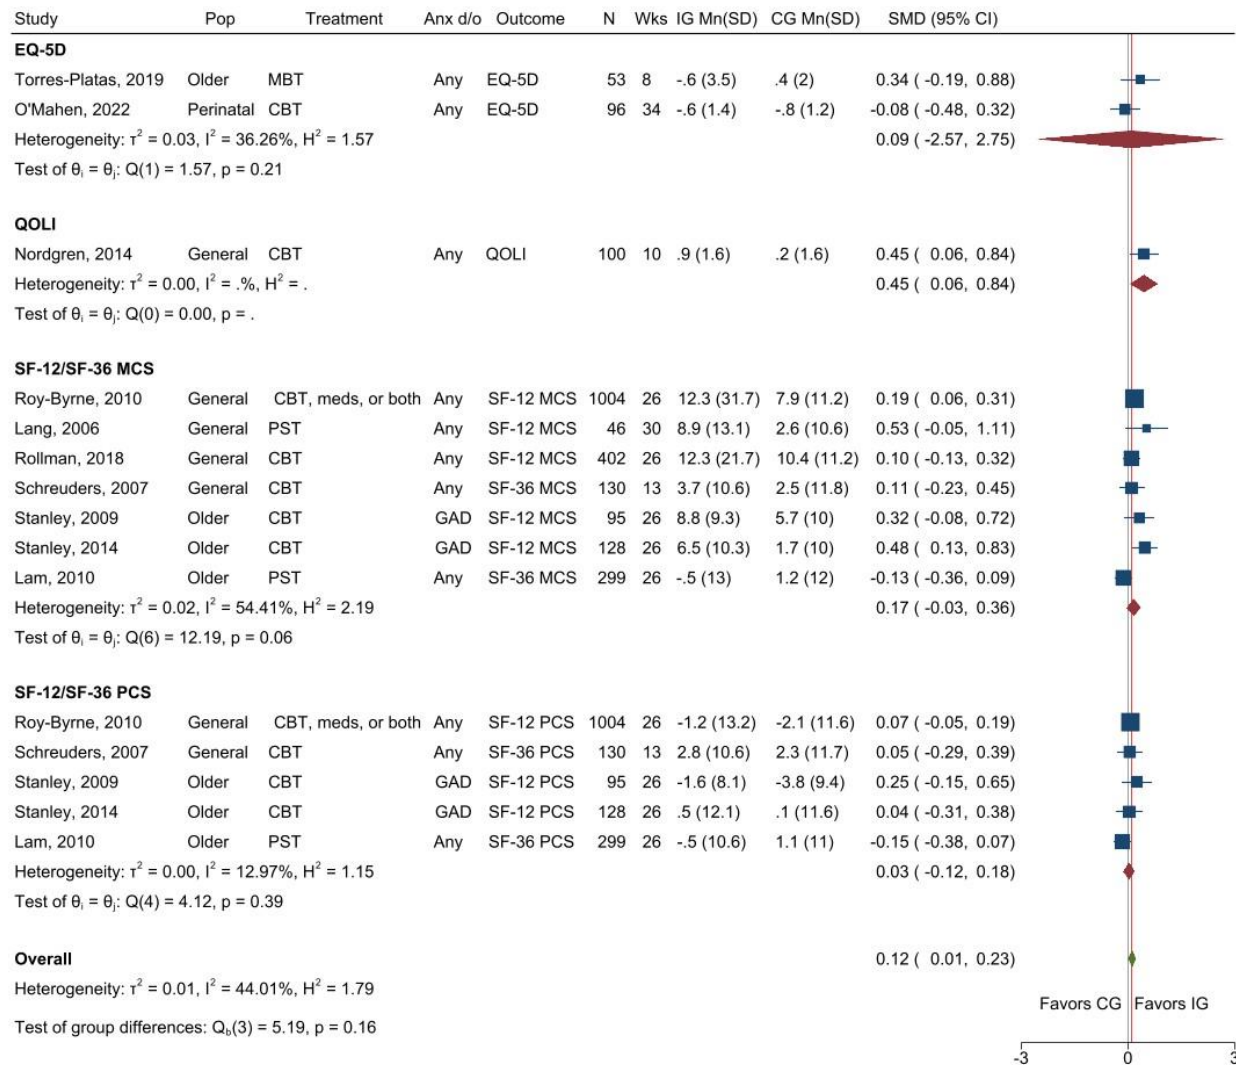 Study Pop Treatment Anx d/o Outcome N Wks IG Mn(SD) CG Mn(SD) SMD (95% CI)
EQ-5D
Torres-Platas, 2019 Older MBT Any EQ-5D 53 8 -.6 (3.5) .4 (2) 0.34 ( -0.19, 0.88)
O'Mahen, 2022 Perinatal CBT Any EQ-5D 96 34 -.6 (1.4) -.8 (1.2) -0.08 ( -0.48, 0.32)
Heterogeneity: τ² = 0.03, I² = 36.26%, H² = 1.57 0.09 ( -2.57, 2.75)
Test of θᵢ = θⱼ: Q(1) = 1.57, p = 0.21
QOLI
Nordgren, 2014 General CBT Any QOLI 100 10 .9 (1.6) .2 (1.6) 0.45 ( 0.06, 0.84)
Heterogeneity: τ² = 0.00, I² = .%, H² = . 0.45 ( 0.06, 0.84)
Test of θᵢ = θⱼ: Q(0) = 0.00, p = .
SF-12/SF-36 MCS
Roy-Byrne, 2010 General CBT, meds, or both Any SF-12 MCS 1004 26 12.3 (31.7) 7.9 (11.2) 0.19 ( 0.06, 0.31)
Lang, 2006 General PST Any SF-12 MCS 46 30 8.9 (13.1) 2.6 (10.6) 0.53 ( -0.05, 1.11)
Rollman, 2018 General CBT Any SF-12 MCS 402 26 12.3 (21.7) 10.4 (11.2) 0.10 ( -0.13, 0.32)
Schreuders, 2007 General CBT Any SF-36 MCS 130 13 3.7 (10.6) 2.5 (11.8) 0.11 ( -0.23, 0.45)
Stanley, 2009 Older CBT GAD SF-12 MCS 95 26 8.8 (9.3) 5.7 (10) 0.32 ( -0.08, 0.72)
Stanley, 2014 Older CBT GAD SF-12 MCS 128 26 6.5 (10.3) 1.7 (10) 0.48 ( 0.13, 0.83)
Lam, 2010 Older PST Any SF-36 MCS 299 26 -.5 (13) 1.2 (12) -0.13 ( -0.36, 0.09)
Heterogeneity: τ² = 0.02, I² = 54.41%, H² = 2.19 0.17 ( -0.03, 0.36)
Test of θᵢ = θⱼ: Q(6) = 12.19, p = 0.06
SF-12/SF-36 PCS
Roy-Byrne, 2010 General CBT, meds, or both Any SF-12 PCS 1004 26 -1.2 (13.2) -2.1 (11.6) 0.07 ( -0.05, 0.19)
Schreuders, 2007 General CBT Any SF-36 PCS 130 13 2.8 (10.6) 2.3 (11.7) 0.05 ( -0.29, 0.39)
Stanley, 2009 Older CBT GAD SF-12 PCS 95 26 -1.6 (8.1) -3.8 (9.4) 0.25 ( -0.15, 0.65)
Stanley, 2014 Older CBT GAD SF-12 PCS 128 26 .5 (12.1) .1 (11.6) 0.04 ( -0.31, 0.38)
Lam, 2010 Older PST Any SF-36 PCS 299 26 -.5 (10.6) 1.1 (11) -0.15 ( -0.38, 0.07)
Heterogeneity: τ² = 0.00, I² = 12.97%, H² = 1.15 0.03 ( -0.12, 0.18)
Test of θᵢ = θⱼ: Q(4) = 4.12, p = 0.39
Overall 0.12 ( 0.01, 0.23)
Heterogeneity: τ² = 0.01, I² = 44.01%, H² = 1.79
Favors CG Favors IG
Test of group differences: Q_b(3) = 5.19, p = 0.16
-3 0 3